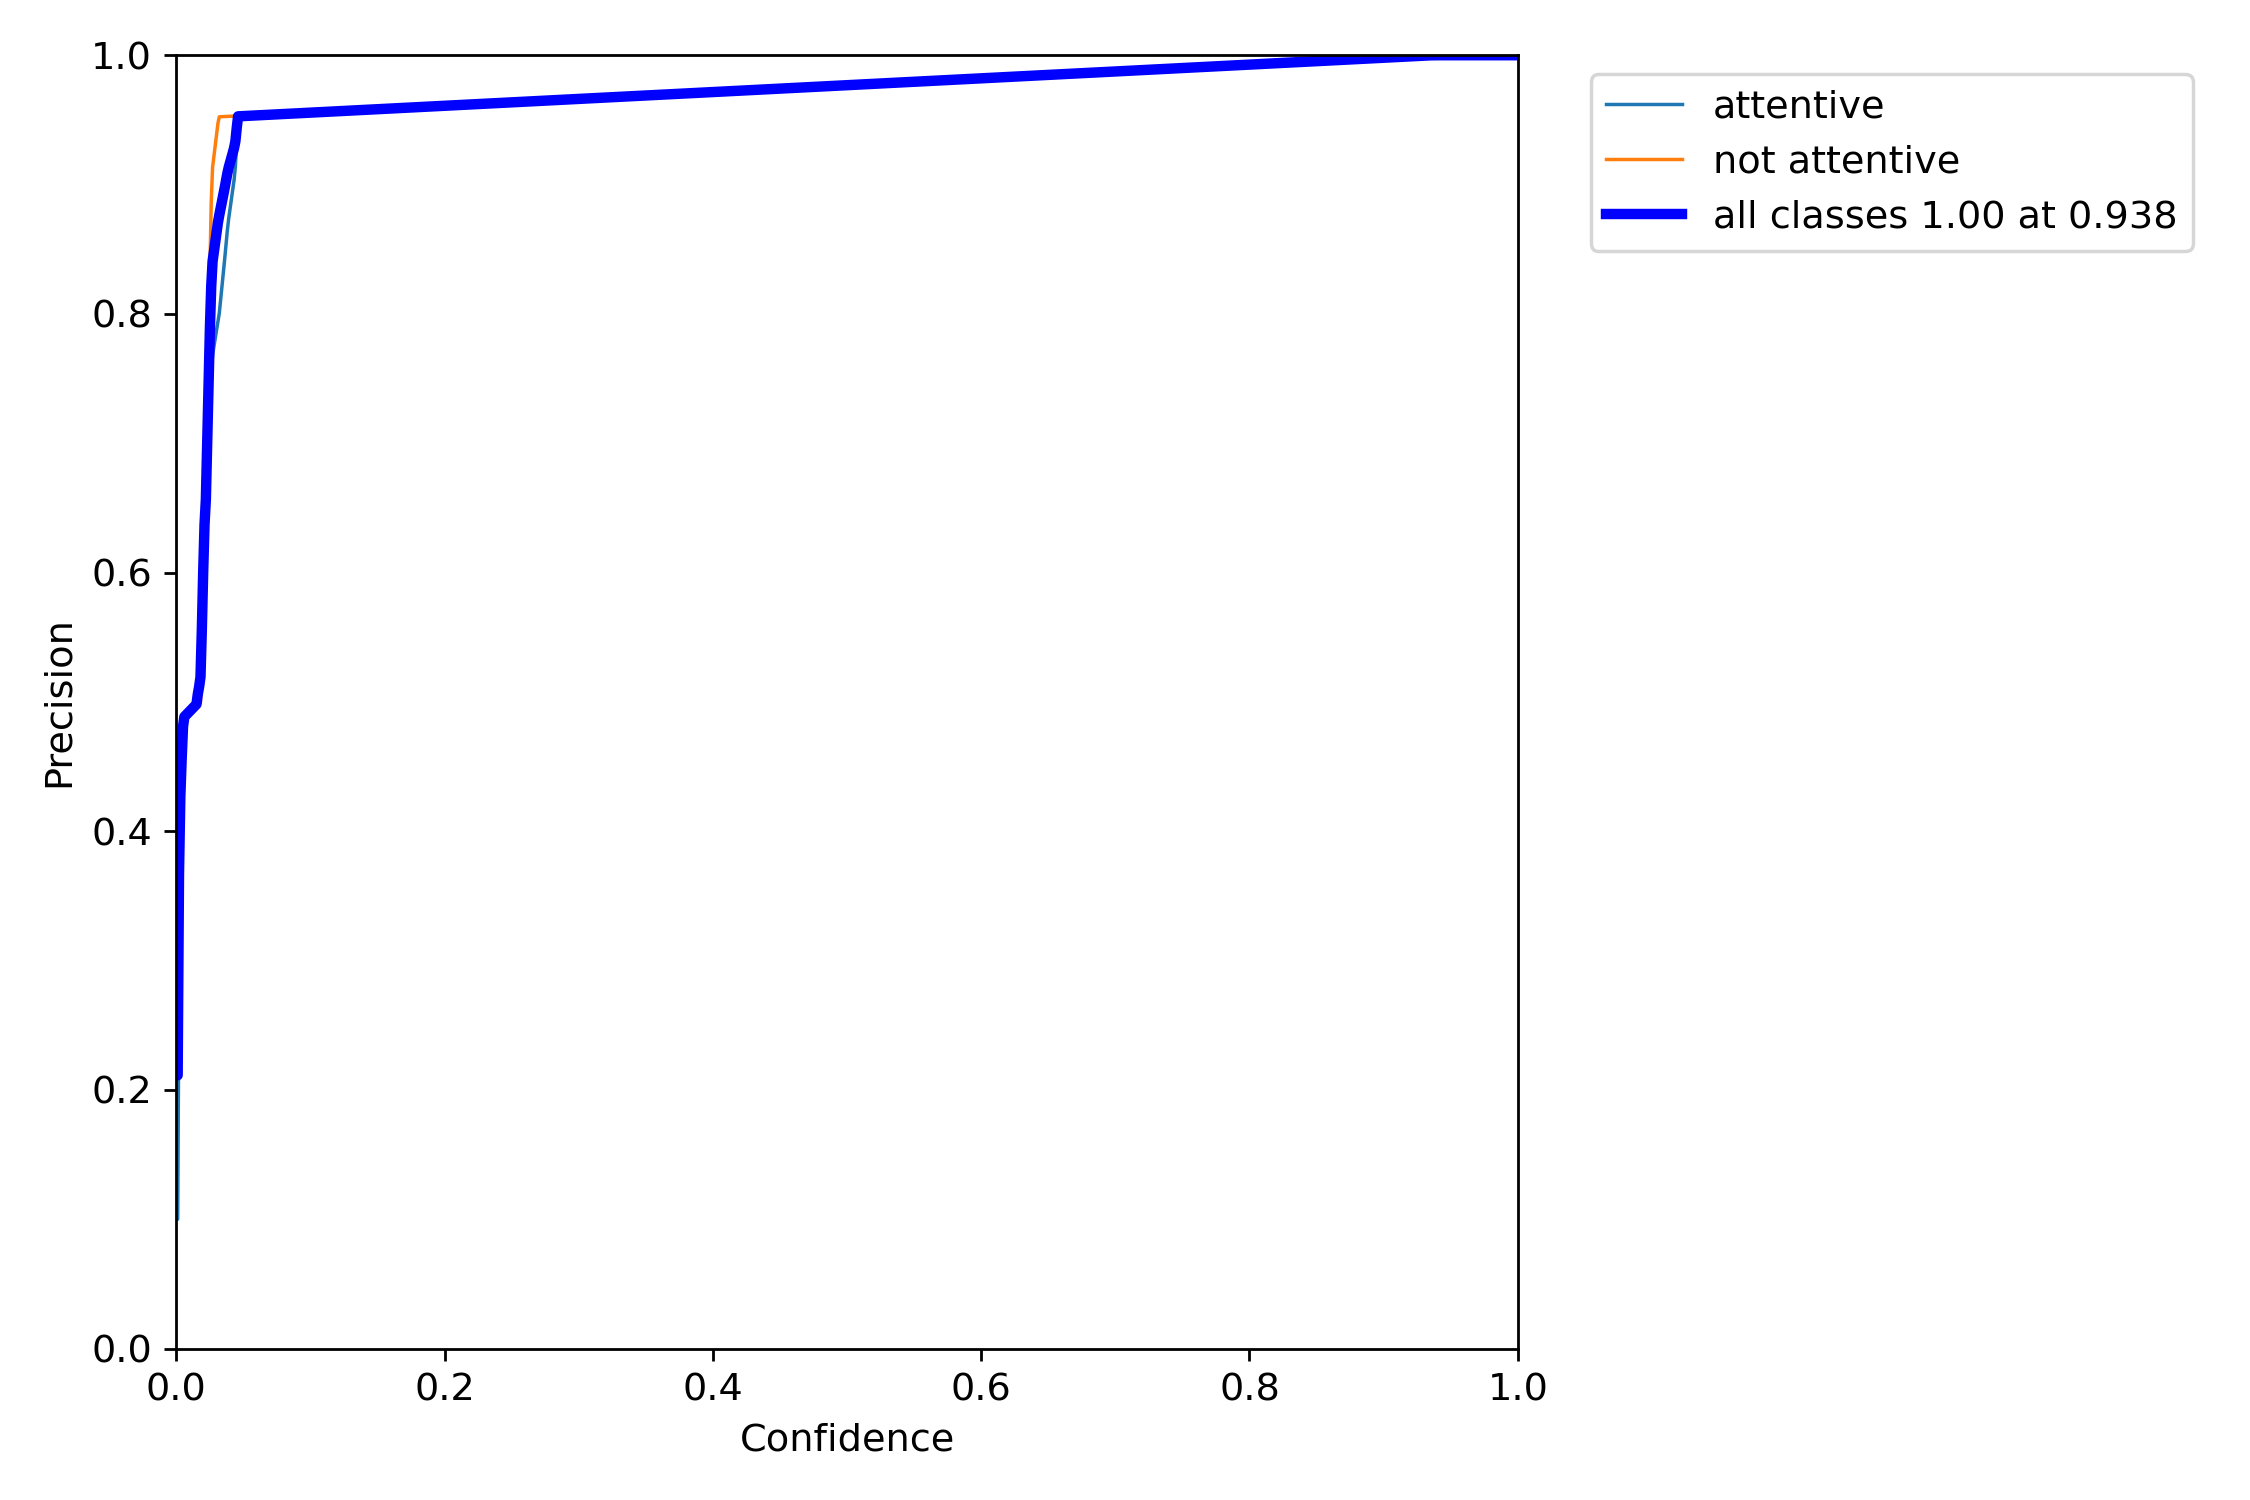 1.0
0.8
0.6
0.4
0.2
0.0
Precision
0.0 0.2 0.4 0.6 0.8 1.0
Confidence
attentive
not attentive
all classes 1.00 at 0.938